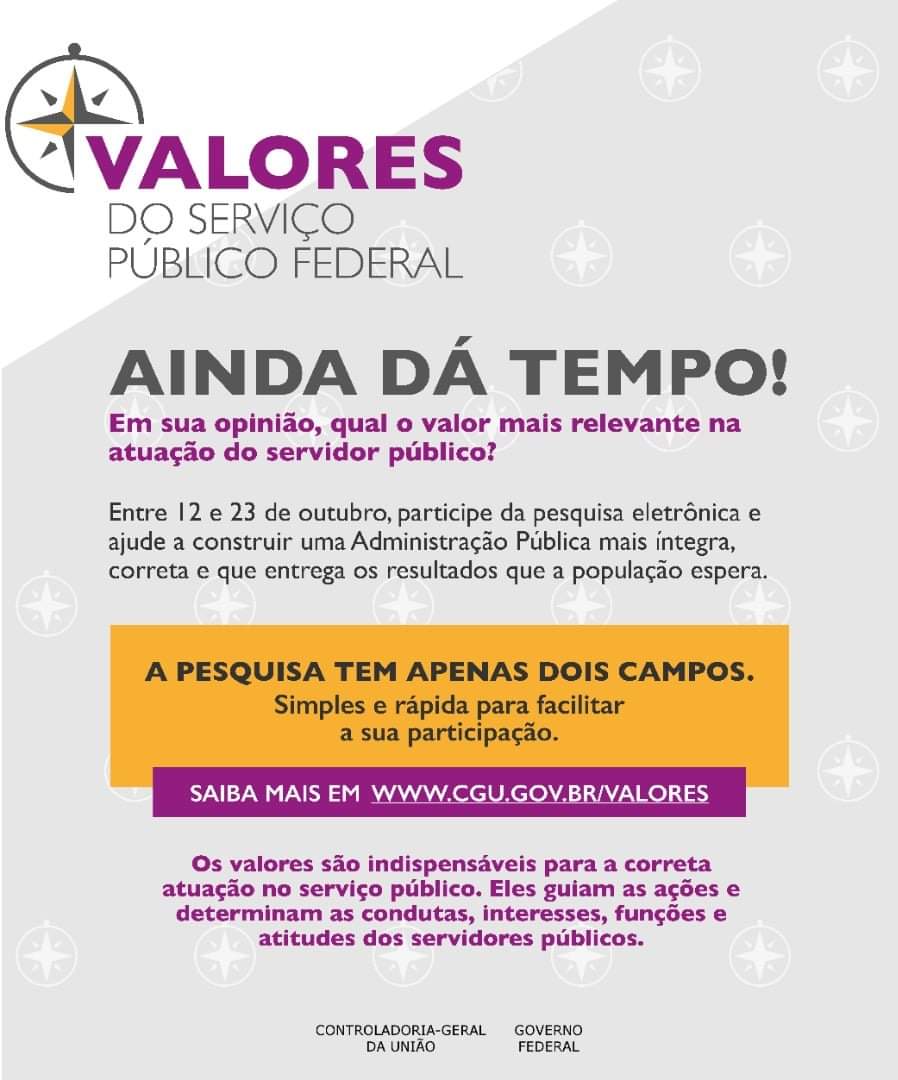 VALORES
DO SERVIÇO
PÚBLICO FEDERAL
AINDA DÁ TEMPO!
Em sua opinião, qual o valor mais relevante na
atuação do servidor público?
Entre 12 e 23 de outubro, participe da pesquisa eletrônica e
ajude a construir uma Administração Pública mais íntegra,
correta e que entrega os resultados que a população espera.
A PESQUISA TEM APENAS DOIS CAMPOS.
Simples e rápida para facilitar
a sua participação.
SAIBA MAIS EM WWW.CGU.GOV.BR/VALORES
Os valores são indispensáveis para a correta
atuação no serviço público. Eles guiam as ações e
determinam as condutas, interesses, funções e
atitudes dos servidores públicos.
CONTROLADORIA-GERAL
DA UNIÃO
GOVERNO
FEDERAL